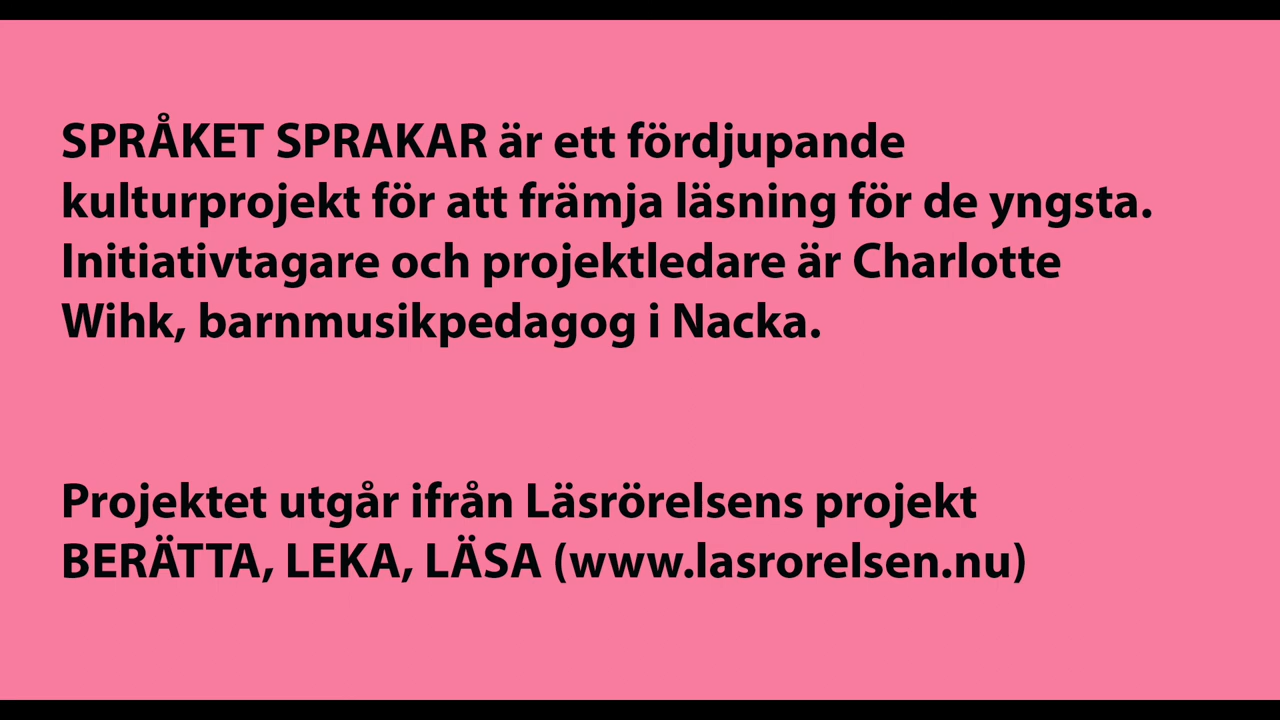 SPRÅKET SPRAKAR är ett fördjupande
kulturprojekt för att främja läsning för de yngsta.
Initiativtagare och projektledare är Charlotte
Wihk, barnmusikpedagog i Nacka.
Projektet utgår ifrån Läsrörelsens projekt
BERÄTTA, LEKA, LÄSA (www.lasrorelsen.nu)